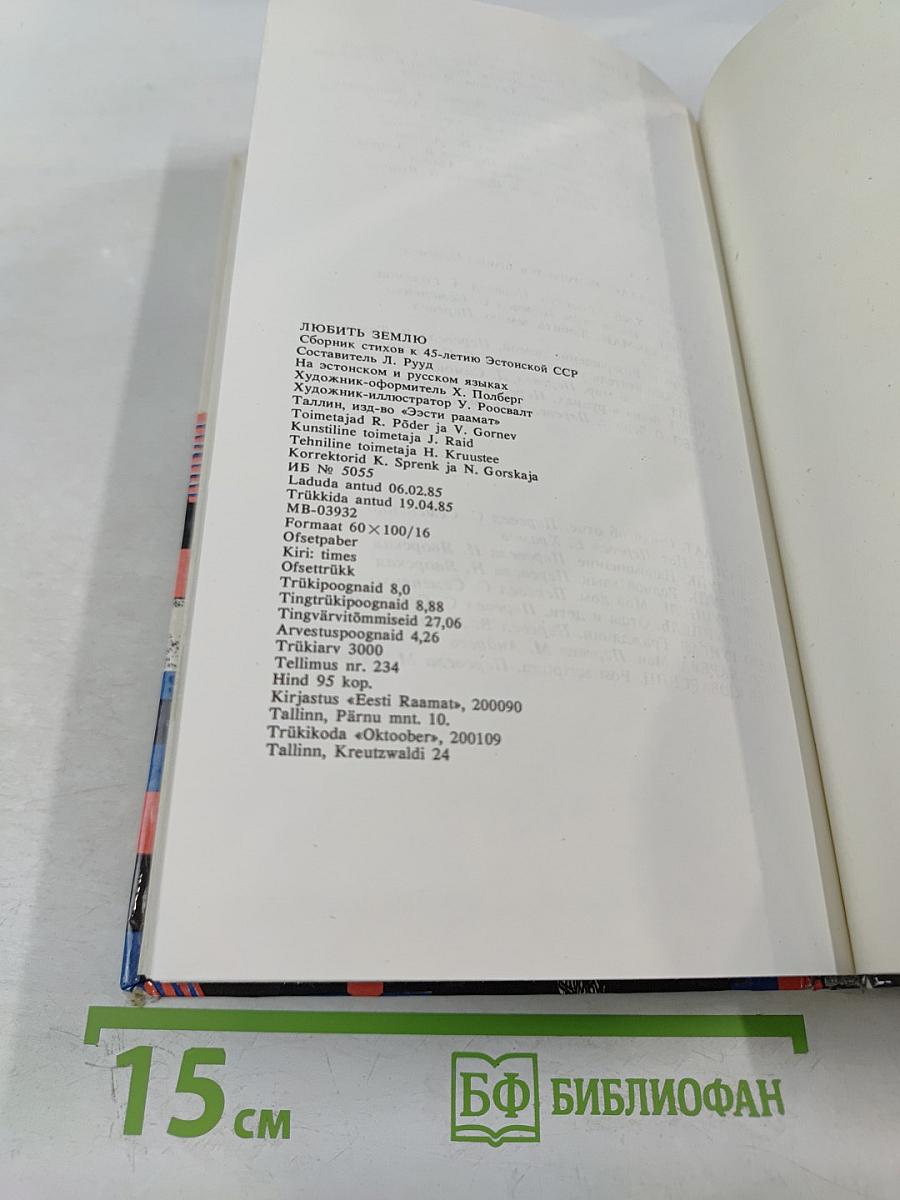 ЛЮБИТЬ ЗЕМЛЮ
Сборник стихов к 45-летию Эстонской ССР
Составитель Л. Рууд
На эстонском и русском языках
Художник-оформитель Х. Полберг
Художник-иллюстратор У. Роосвалт
Таллин, изд-во «Ээсти раамат»
Toimetajad R. Põder ja V. Gornev
Kunstiline toimetaja J. Raid
Tehniline toimetaja H. Kruustee
Korrektorid K. Sprenk ja N. Gorskaja
ИБ № 5055
Laduda antud 06.02.85
Trükkida antud 19.04.85
MB-03932
Formaat 60×100/16
Ofsetpaber
Kiri: times
Ofsettrükk
Trükipoognaid 8,0
Tingtrükipoognaid 8,88
Tingvärvitõmmiseid 27,06
Arvestuspoognaid 4,26
Trükiarv 3000
Tellimus nr. 234
Hind 95 kop.
Kirjastus «Eesti Raamat», 200090
Tallinn, Pärnu mnt. 10.
Trükikoda «Oktoober», 200109
Tallinn, Kreutzwaldi 24
15 см
БФ БИБЛИОФАН